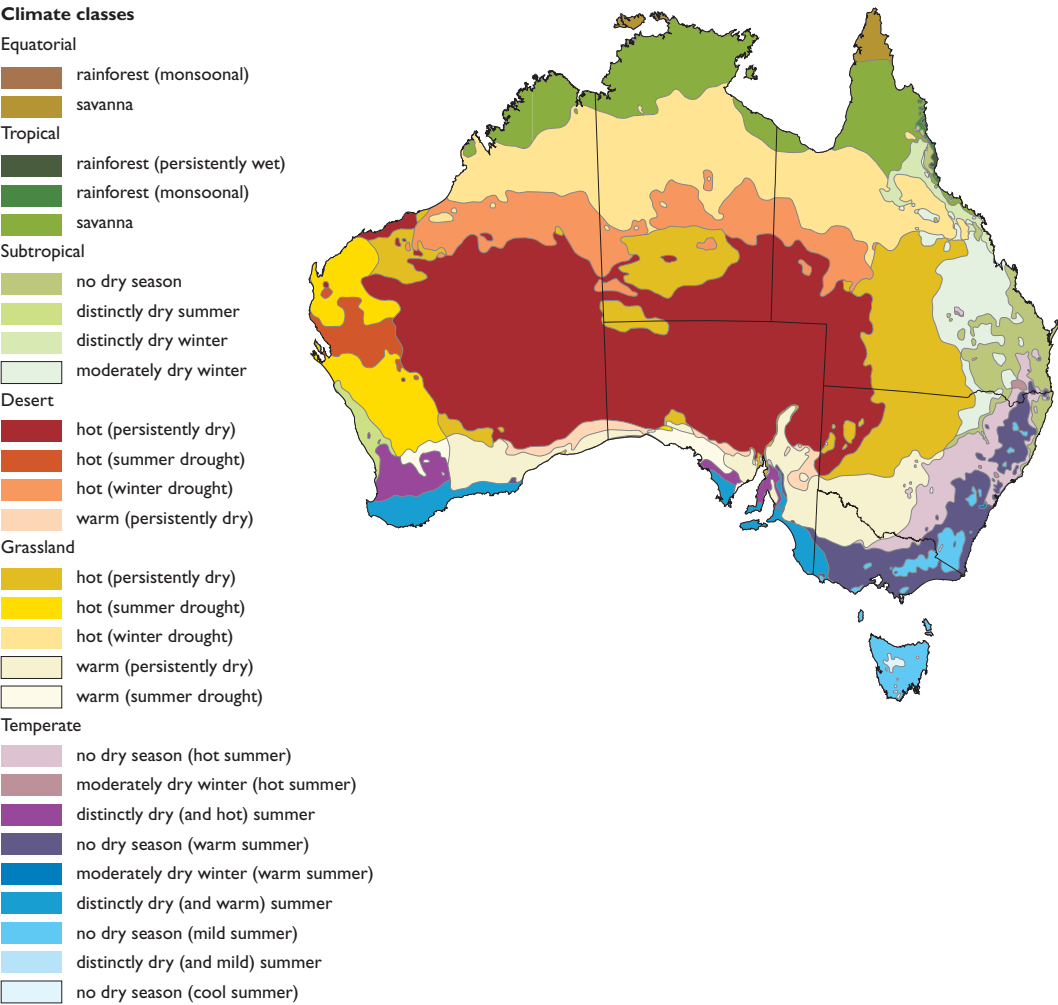 Climate classes
Equatorial
rainforest (monsoonal)
savanna
Tropical
rainforest (persistently wet)
rainforest (monsoonal)
savanna
Subtropical
no dry season
distinctly dry summer
distinctly dry winter
moderately dry winter
Desert
hot (persistently dry)
hot (summer drought)
hot (winter drought)
warm (persistently dry)
Grassland
hot (persistently dry)
hot (summer drought)
hot (winter drought)
warm (persistently dry)
warm (summer drought)
Temperate
no dry season (hot summer)
moderately dry winter (hot summer)
distinctly dry (and hot) summer
no dry season (warm summer)
moderately dry winter (warm summer)
distinctly dry (and warm) summer
no dry season (mild summer)
distinctly dry (and mild) summer
no dry season (cool summer)